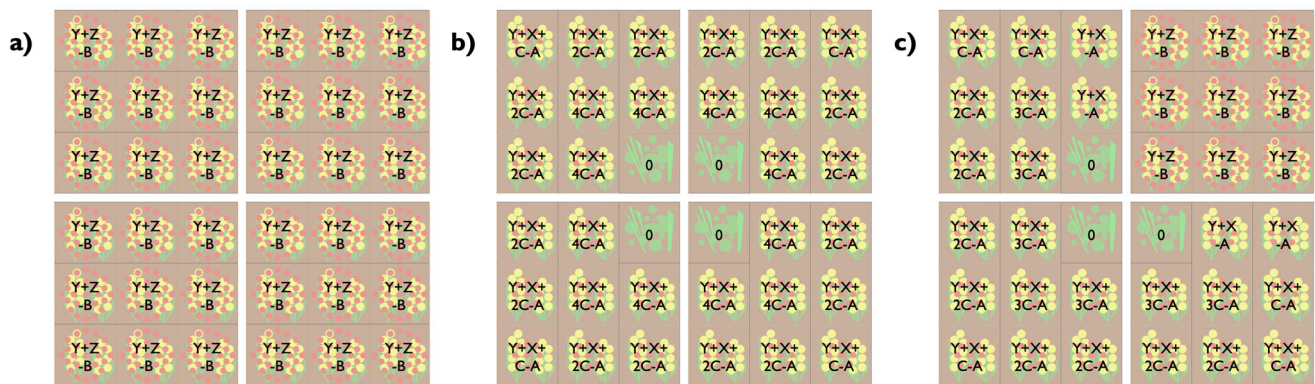 a)
Y+Z Y+Z Y+Z Y+Z Y+Z Y+Z
-B -B -B -B -B -B
Y+Z Y+Z Y+Z Y+Z Y+Z Y+Z
-B -B -B -B -B -B
Y+Z Y+Z Y+Z Y+Z Y+Z Y+Z
-B -B -B -B -B -B
Y+Z Y+Z Y+Z Y+Z Y+Z Y+Z
-B -B -B -B -B -B
Y+Z Y+Z Y+Z Y+Z Y+Z Y+Z
-B -B -B -B -B -B
Y+Z Y+Z Y+Z Y+Z Y+Z Y+Z
-B -B -B -B -B -B
b)
Y+X+ Y+X+ Y+X+ Y+X+ Y+X+ Y+X+
C-A 2C-A 2C-A 2C-A 2C-A C-A
Y+X+ Y+X+ Y+X+ Y+X+ Y+X+ Y+X+
2C-A 4C-A 4C-A 4C-A 4C-A 2C-A
Y+X+ Y+X+ 0 0 Y+X+ Y+X+
2C-A 4C-A 4C-A 2C-A
Y+X+ Y+X+ 0 0 Y+X+ Y+X+
2C-A 4C-A 4C-A 2C-A
Y+X+ Y+X+ Y+X+ Y+X+ Y+X+ Y+X+
2C-A 4C-A 4C-A 4C-A 4C-A 2C-A
Y+X+ Y+X+ Y+X+ Y+X+ Y+X+ Y+X+
C-A 2C-A 2C-A 2C-A 2C-A C-A
c)
Y+X+ Y+X+ Y+X Y+Z Y+Z Y+Z
C-A C-A -A -B -B -B
Y+X+ Y+X+ Y+X Y+Z Y+Z Y+Z
2C-A 3C-A -A -B -B -B
Y+X+ Y+X+ 0 Y+Z Y+Z Y+Z
2C-A 3C-A -B -B -B
Y+X+ Y+X+ 0 0 Y+X Y+X
2C-A 3C-A -A -A
Y+X+ Y+X+ Y+X+ Y+X+ Y+X+ Y+X+
2C-A 3C-A 3C-A 3C-A 3C-A C-A
Y+X+ Y+X+ Y+X+ Y+X+ Y+X+ Y+X+
C-A 2C-A 2C-A 2C-A 2C-A C-A